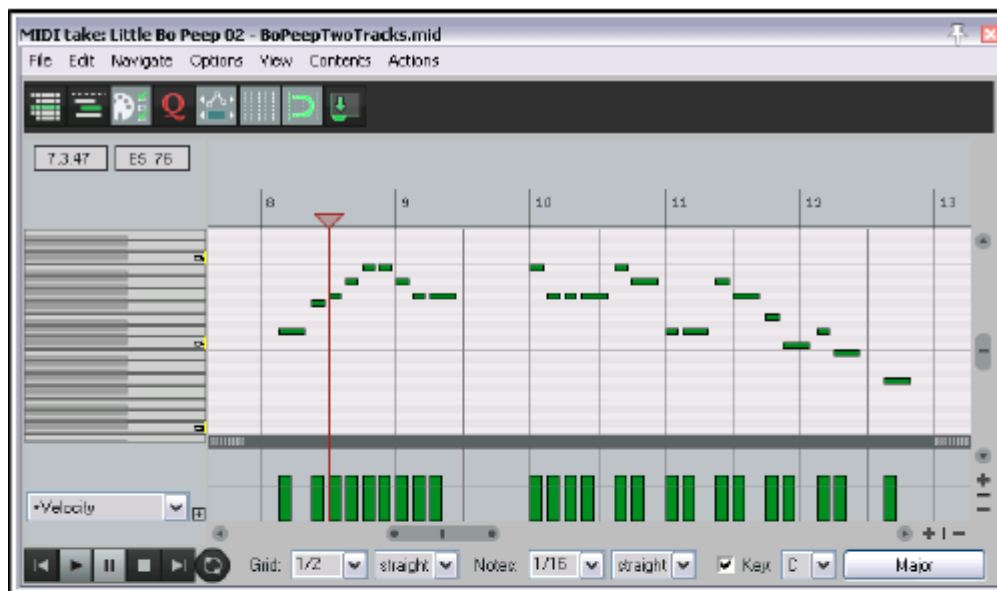 MIDI take: Little Bo Peep 02 - BoPeepTwoTracks.mid
File Edit Navigate Options View Contents Actions
Q
7.3.47 E5 76
8 9 10 11 12 13
Velocity
Grid: 1/2 straight Notes: 1/16 straight Key: C Major